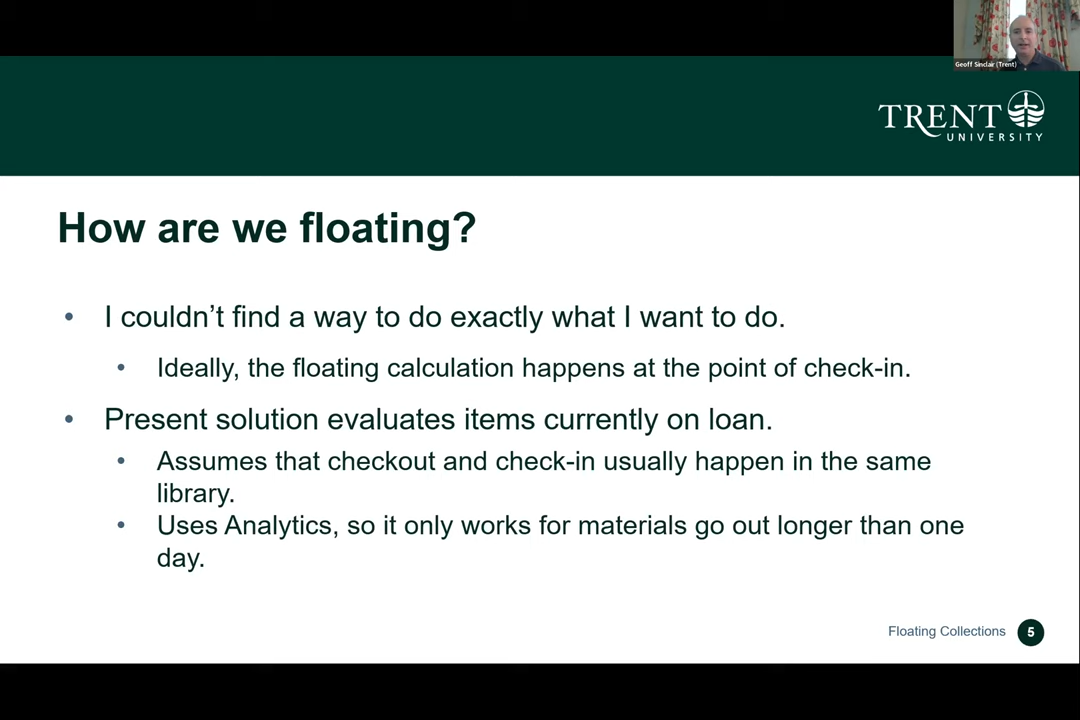 Geoff Sinclair (Trent)
TRENT
UNIVERSITY
How are we floating?
• I couldn’t find a way to do exactly what I want to do.
• Ideally, the floating calculation happens at the point of check-in.
• Present solution evaluates items currently on loan.
• Assumes that checkout and check-in usually happen in the same
library.
• Uses Analytics, so it only works for materials go out longer than one
day.
Floating Collections 5